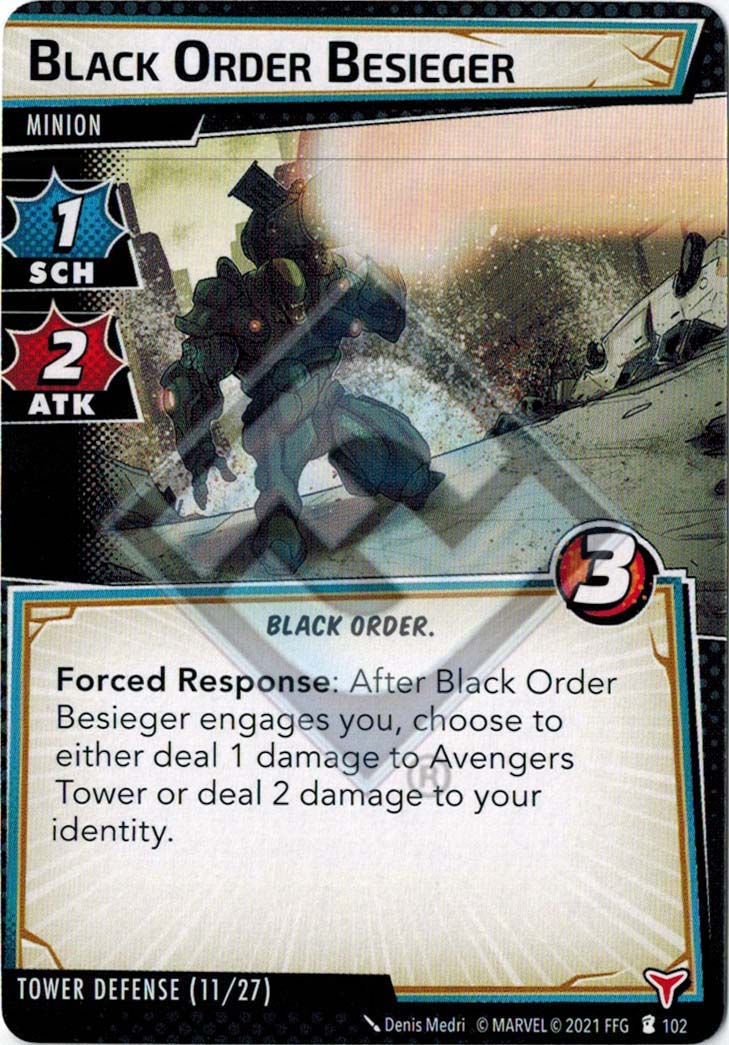 BLACK ORDER BESIEGER
MINION
1
SCH
2
ATK
3
BLACK ORDER.
Forced Response: After Black Order
Besieger engages you, choose to
either deal 1 damage to Avengers
Tower or deal 2 damage to your
identity.
®
TOWER DEFENSE (11/27)
Denis Medri © MARVEL © 2021 FFG 102